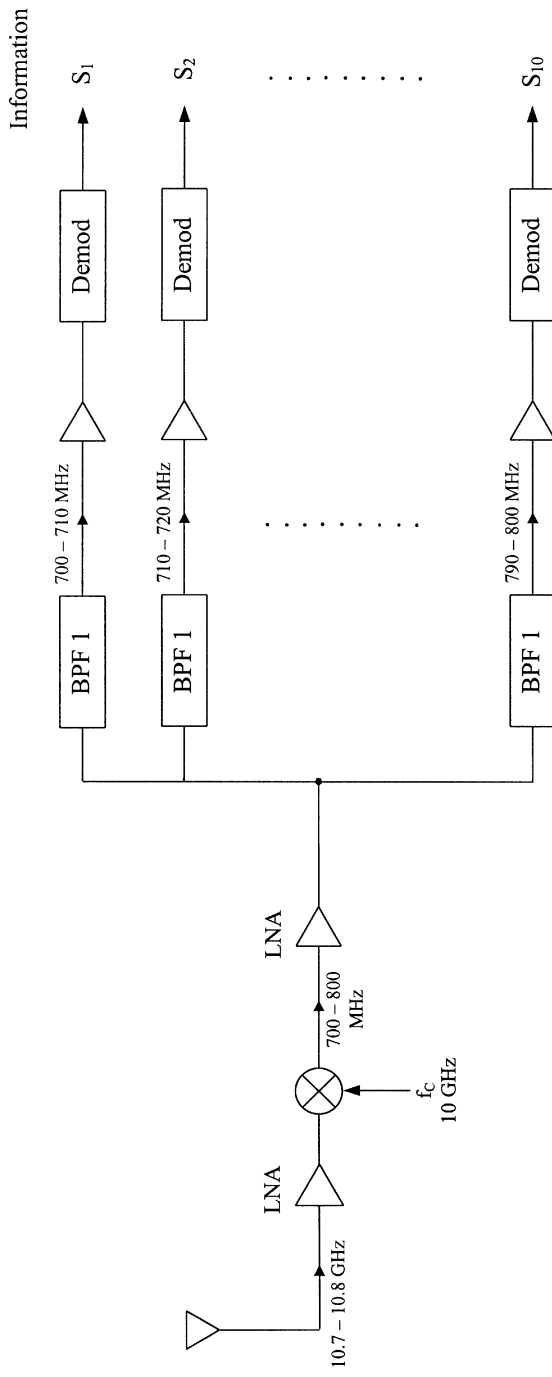 Information
700 – 710 MHz
BPF 1
Demod
S1
710 – 720 MHz
BPF 1
Demod
S2
. . . . . . . . .
. . . . . . . . .
LNA
LNA
10.7 – 10.8 GHz
700 – 800
MHz
fC
10 GHz
790 – 800 MHz
BPF 1
Demod
S10